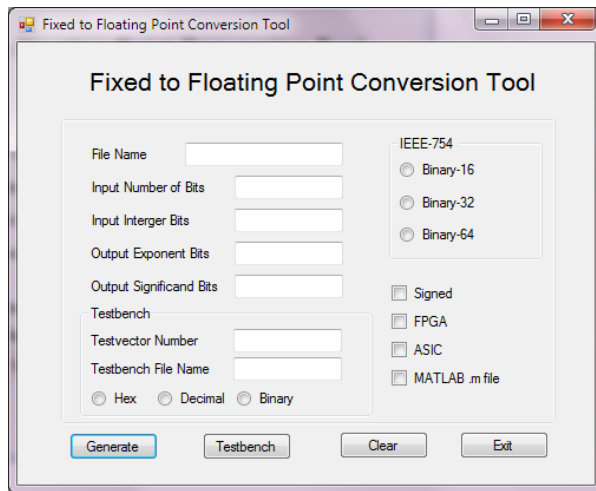 Fixed to Floating Point Conversion Tool
Fixed to Floating Point Conversion Tool
File Name
Input Number of Bits
Input Interger Bits
Output Exponent Bits
Output Significand Bits
Testbench
Testvector Number
Testbench File Name
Hex Decimal Binary
IEEE-754
Binary-16
Binary-32
Binary-64
Signed
FPGA
ASIC
MATLAB .m file
Generate Testbench Clear Exit